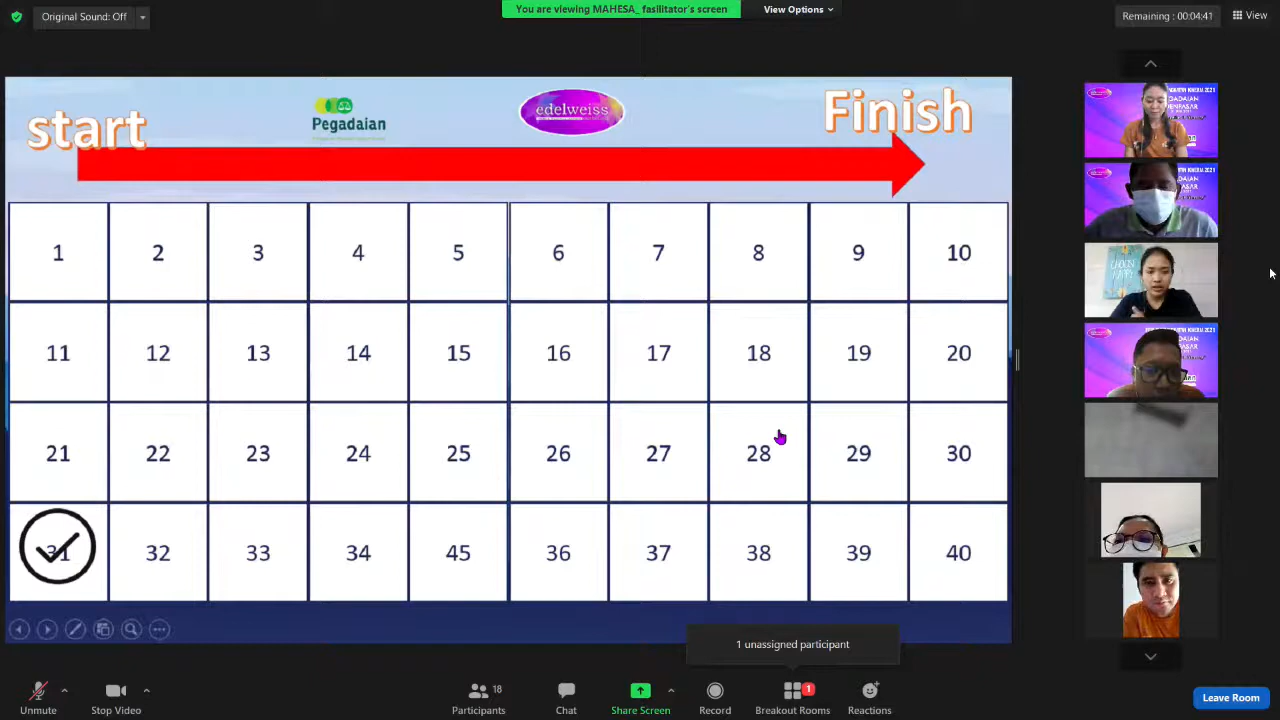 Original Sound: Off
You are viewing MAHESA_ fasilitator's screen
View Options
Remaining : 00:04:41
View
start
Pegadaian
edelweiss
Finish
1 2 3 4 5 6 7 8 9 10
11 12 13 14 15 16 17 18 19 20
21 22 23 24 25 26 27 28 29 30
31 32 33 34 45 36 37 38 39 40
CHOOSE
HAPPY
1 unassigned participant
18
1
Unmute
Stop Video
Participants
Chat
Share Screen
Record
Breakout Rooms
Reactions
Leave Room